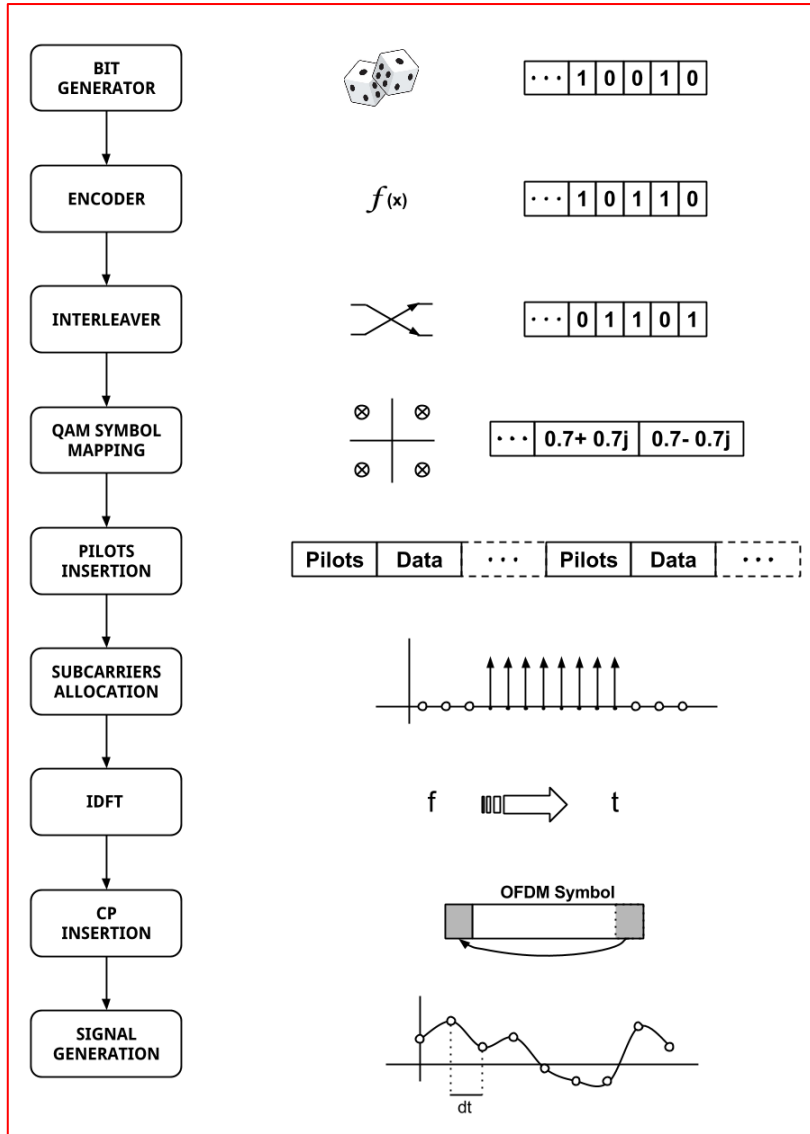 BIT
GENERATOR
··· 1 0 0 1 0
ENCODER
f(x)
··· 1 0 1 1 0
INTERLEAVER
··· 0 1 1 0 1
QAM SYMBOL
MAPPING
··· 0.7+ 0.7j 0.7- 0.7j
PILOTS
INSERTION
Pilots Data ··· Pilots Data ···
SUBCARRIERS
ALLOCATION
IDFT
f t
CP
INSERTION
OFDM Symbol
SIGNAL
GENERATION
dt